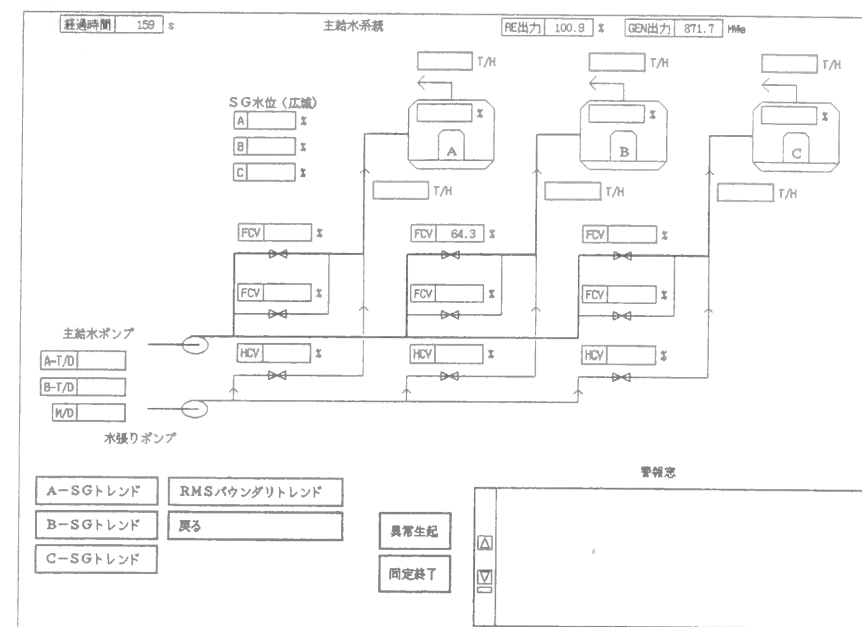 経過時間 159 s 主給水系統 RE出力 100.9 % GEN出力 871.7 MWe
T/H T/H T/H
SG水位（広域）
A %
B %
C %
% % %
A B C
T/H T/H T/H
FCV % FCV 64.3 % FCV %
FCV % FCV % FCV %
主給水ポンプ
HCV % HCV % HCV %
A-T/D
B-T/D
M/D
水張りポンプ
警報窓
A-SGトレンド RMSバウンダリトレンド
B-SGトレンド 戻る
C-SGトレンド
異常生起
同定終了